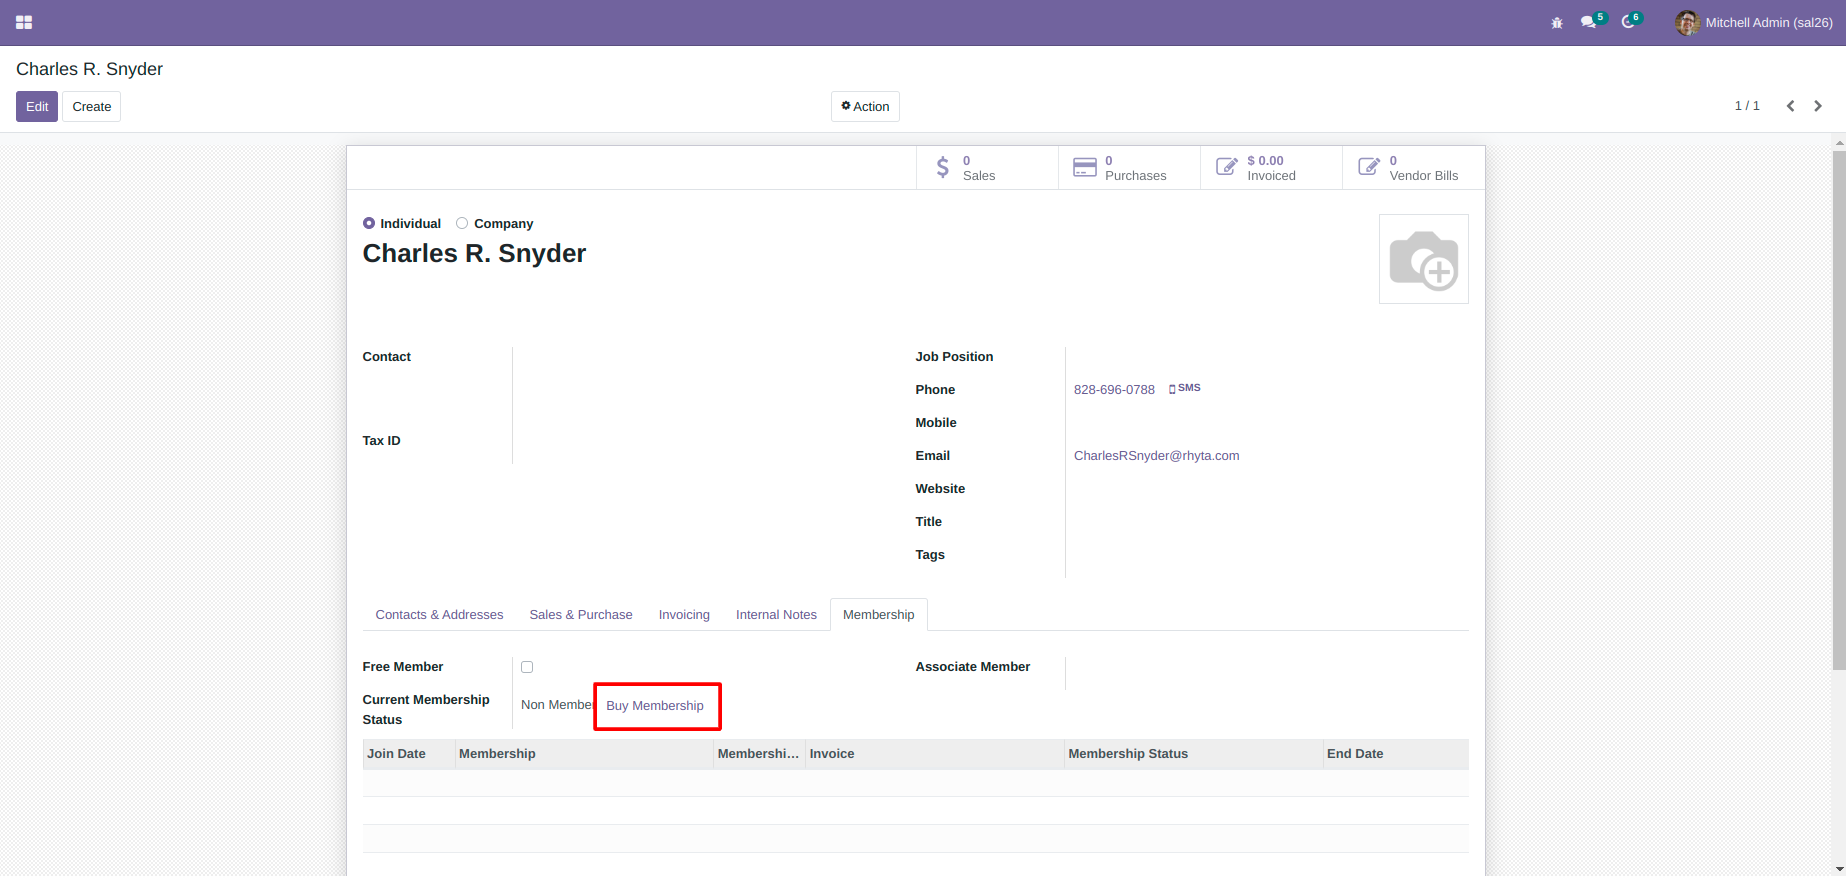 5 6 Mitchell Admin (sal26)
Charles R. Snyder
Edit Create Action 1 / 1
0 Sales
0 Purchases
$ 0.00 Invoiced
0 Vendor Bills
Individual Company
Charles R. Snyder
Contact
Tax ID
Job Position
Phone 828-696-0788 SMS
Mobile
Email CharlesRSnyder@rhyta.com
Website
Title
Tags
Contacts & Addresses Sales & Purchase Invoicing Internal Notes Membership
Free Member
Associate Member
Current Membership
Status
Non Member Buy Membership
Join Date Membership Membershi... Invoice Membership Status End Date